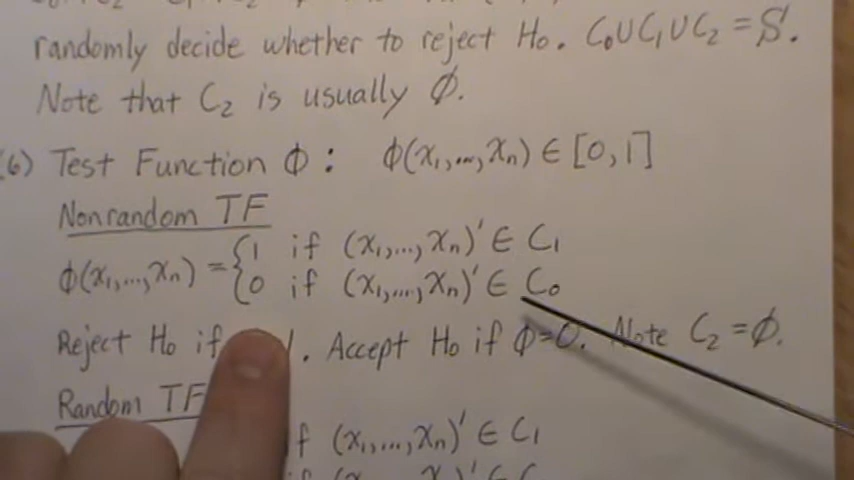 randomly decide whether to reject H₀. C₀∪C₁∪C₂ = S.
Note that C₂ is usually ∅.
6) Test Function ϕ: ϕ(x₁,...,xₙ) ∈ [0,1]
Nonrandom TF
ϕ(x₁,...,xₙ) = { 1 if (x₁,...,xₙ)' ∈ C₁
0 if (x₁,...,xₙ)' ∈ C₀
Reject H₀ if 1. Accept H₀ if ϕ=0. Note C₂ = ∅.
Random TF
if (x₁,...,xₙ)' ∈ C₁